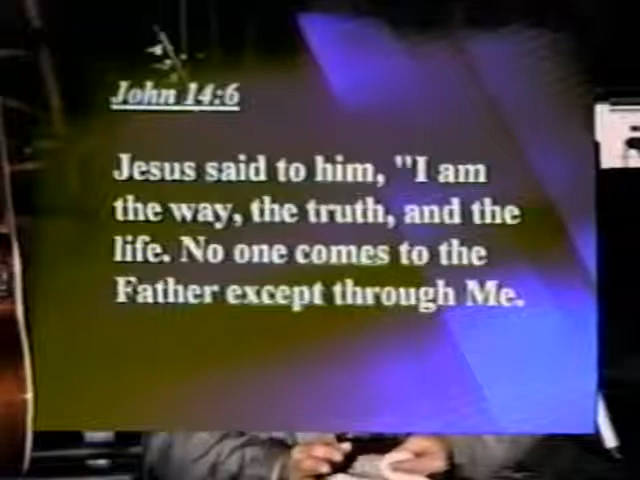 John 14:6
Jesus said to him, "I am
the way, the truth, and the
life. No one comes to the
Father except through Me.